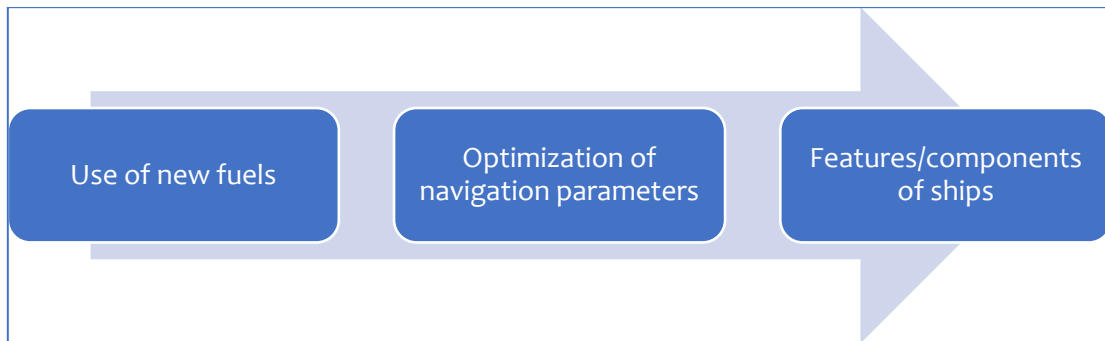 Use of new fuels
Optimization of
navigation parameters
Features/components
of ships